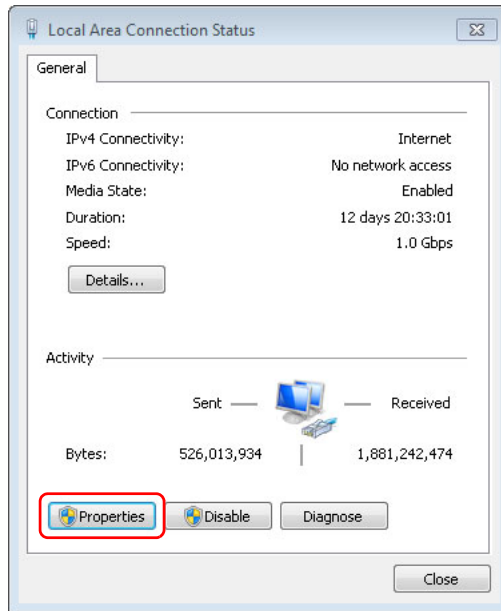 Local Area Connection Status
General
Connection
IPv4 Connectivity: Internet
IPv6 Connectivity: No network access
Media State: Enabled
Duration: 12 days 20:33:01
Speed: 1.0 Gbps
Details...
Activity
Sent Received
Bytes: 526,013,934 1,881,242,474
Properties Disable Diagnose
Close